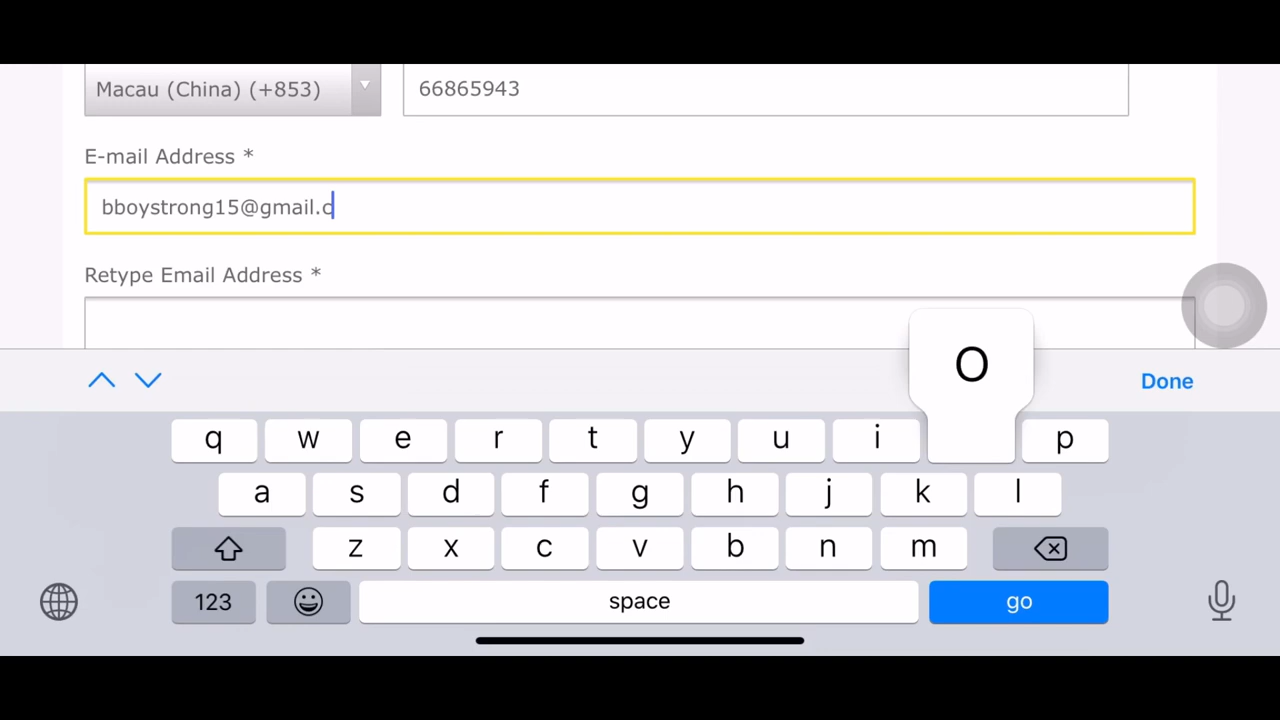 Macau (China) (+853) 66865943
E-mail Address *
bboystrong15@gmail.c
Retype Email Address *
O
Done
q w e r t y u i p
a s d f g h j k l
z x c v b n m
123 space go